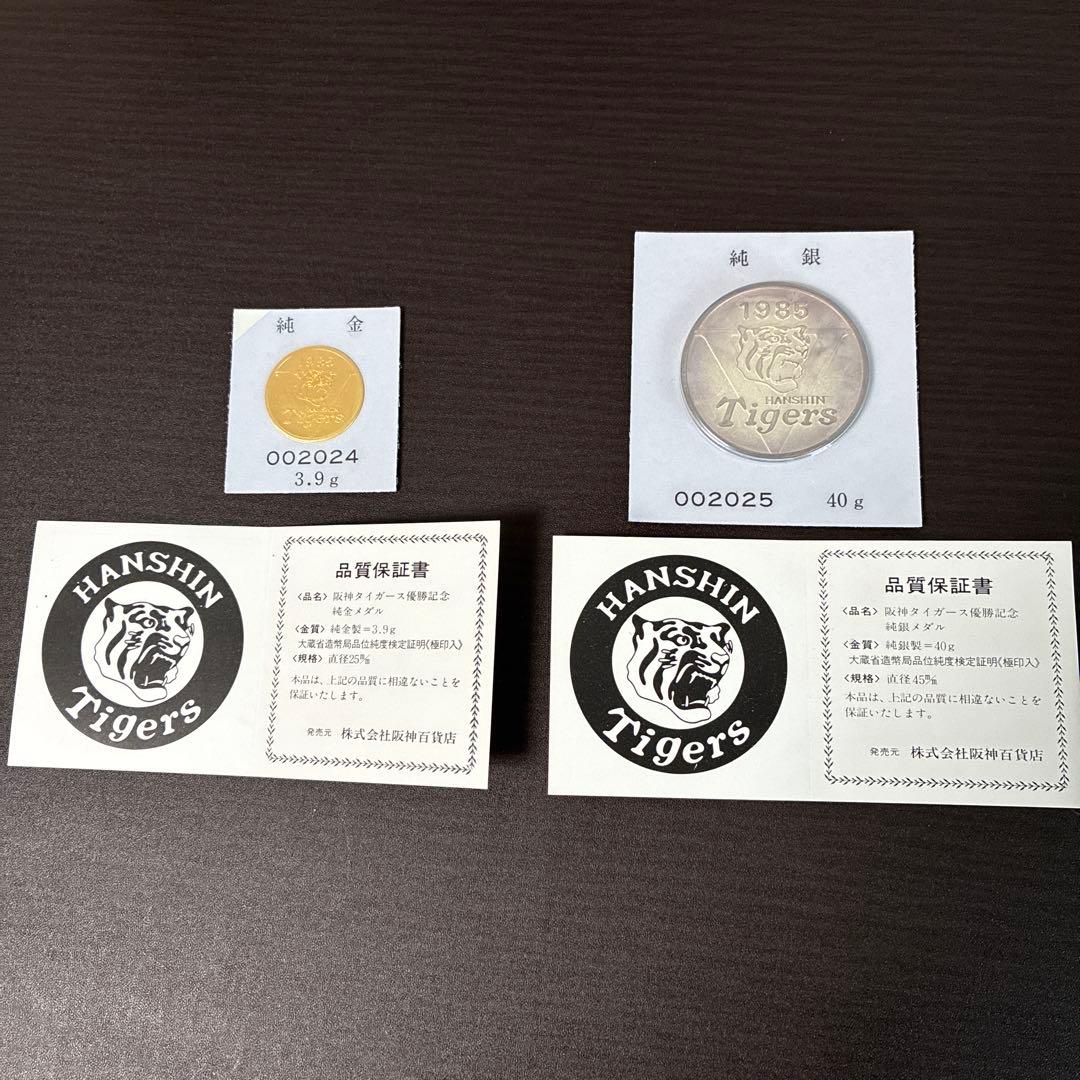 純 金
1985
Tigers
002024
3.9g
純 銀
1985
HANSHIN
Tigers
002025 40g
HANSHIN
Tigers
品質保証書
〈品名〉 阪神タイガース優勝記念
純金メダル
〈金質〉 純金製=3.9g
大蔵省造幣局品位純度検定証明《極印入》
〈規格〉 直径25㎜
本品は、上記の品質に相違ないことを
保証いたします。
発売元 株式会社阪神百貨店
HANSHIN
Tigers
品質保証書
〈品名〉 阪神タイガース優勝記念
純銀メダル
〈金質〉 純銀製=40g
大蔵省造幣局品位純度検定証明《極印入》
〈規格〉 直径45㎜
本品は、上記の品質に相違ないことを
保証いたします。
発売元 株式会社阪神百貨店